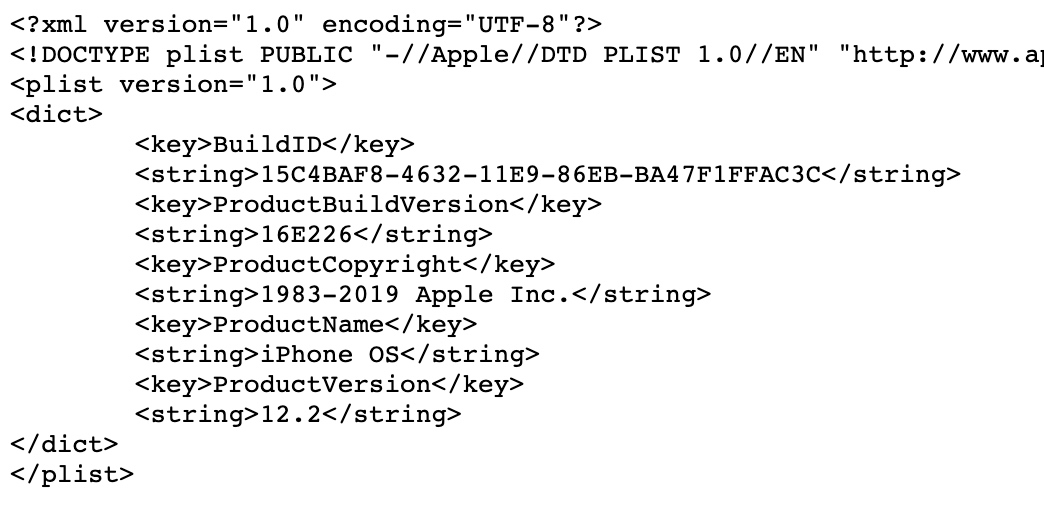 <?xml version="1.0" encoding="UTF-8"?>
<!DOCTYPE plist PUBLIC "-//Apple//DTD PLIST 1.0//EN" "http://www.ap
<plist version="1.0">
<dict>
	<key>BuildID</key>
	<string>15C4BAF8-4632-11E9-86EB-BA47F1FFAC3C</string>
	<key>ProductBuildVersion</key>
	<string>16E226</string>
	<key>ProductCopyright</key>
	<string>1983-2019 Apple Inc.</string>
	<key>ProductName</key>
	<string>iPhone OS</string>
	<key>ProductVersion</key>
	<string>12.2</string>
</dict>
</plist>